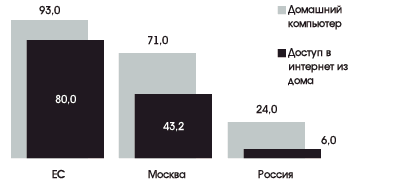 93,0
Домашний
компьютер
71,0
Доступ в
интернет из
дома
80,0
43,2
24,0
6,0
ЕС
Москва
Россия